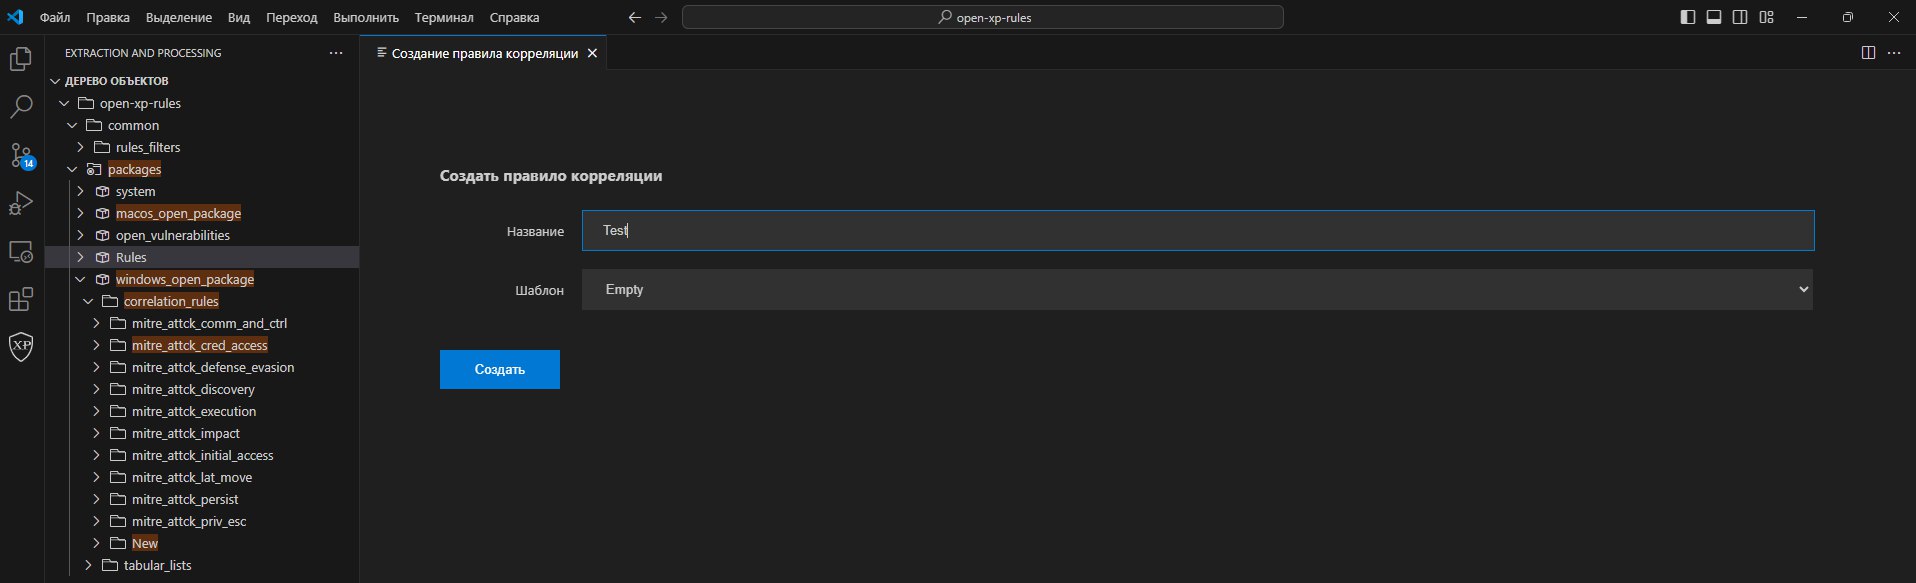 Файл Правка Выделение Вид Переход Выполнить Терминал Справка open-xp-rules
EXTRACTION AND PROCESSING
Создание правила корреляции
ДЕРЕВО ОБЪЕКТОВ
open-xp-rules
common
rules_filters
packages
system
macos_open_package
open_vulnerabilities
Rules
windows_open_package
correlation_rules
mitre_attck_comm_and_ctrl
mitre_attck_cred_access
mitre_attck_defense_evasion
mitre_attck_discovery
mitre_attck_execution
mitre_attck_impact
mitre_attck_initial_access
mitre_attck_lat_move
mitre_attck_persist
mitre_attck_priv_esc
New
tabular_lists
14
XP
Создать правило корреляции
Название Test
Шаблон Empty
Создать